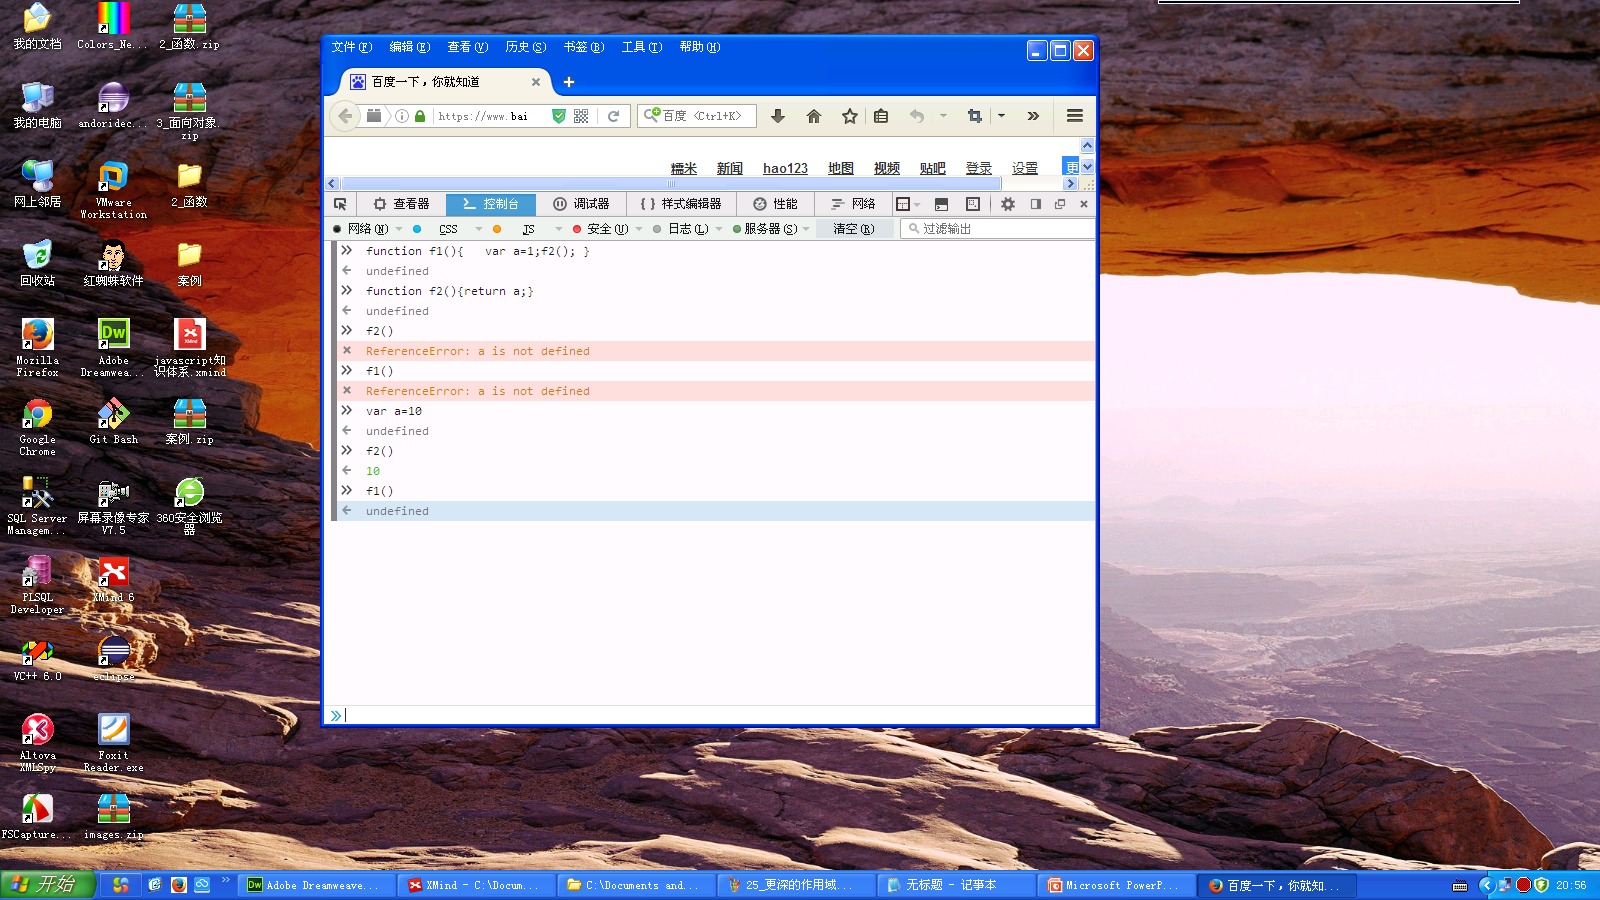 我的文档
Colors_Ne...
2_函数.zip
我的电脑
andoridec...
3_面向对象.
zip
网上邻居
VMware
Workstation
2_函数
回收站
红蜘蛛软件
案例
Mozilla
Firefox
Adobe
Dreamwea...
javascript知
识体系.xmind
Google
Chrome
Git Bash
案例.zip
SQL Server
Managem...
屏幕录像专家
V7.5
360安全浏览
器
PLSQL
Developer
XMind 6
VC++ 6.0
eclipse
Altova
XMLSpy
Foxit
Reader.exe
FSCapture...
images.zip
文件(F) 编辑(E) 查看(V) 历史(S) 书签(B) 工具(T) 帮助(H)
百度一下，你就知道
https://www.bai
百度 <Ctrl+K>
糯米 新闻 hao123 地图 视频 贴吧 登录 设置 更
查看器 控制台 调试器 样式编辑器 性能 网络
网络(N) CSS JS 安全(U) 日志(L) 服务器(S) 清空(R) 过滤输出
function f1(){   var a=1;f2(); }
undefined
function f2(){return a;}
undefined
f2()
ReferenceError: a is not defined
f1()
ReferenceError: a is not defined
var a=10
undefined
f2()
10
f1()
undefined
开始
Adobe Dreamweave...
XMind - C:\Docum...
C:\Documents and...
25_更深的作用域...
无标题 - 记事本
Microsoft PowerP...
百度一下，你就知...
20:56